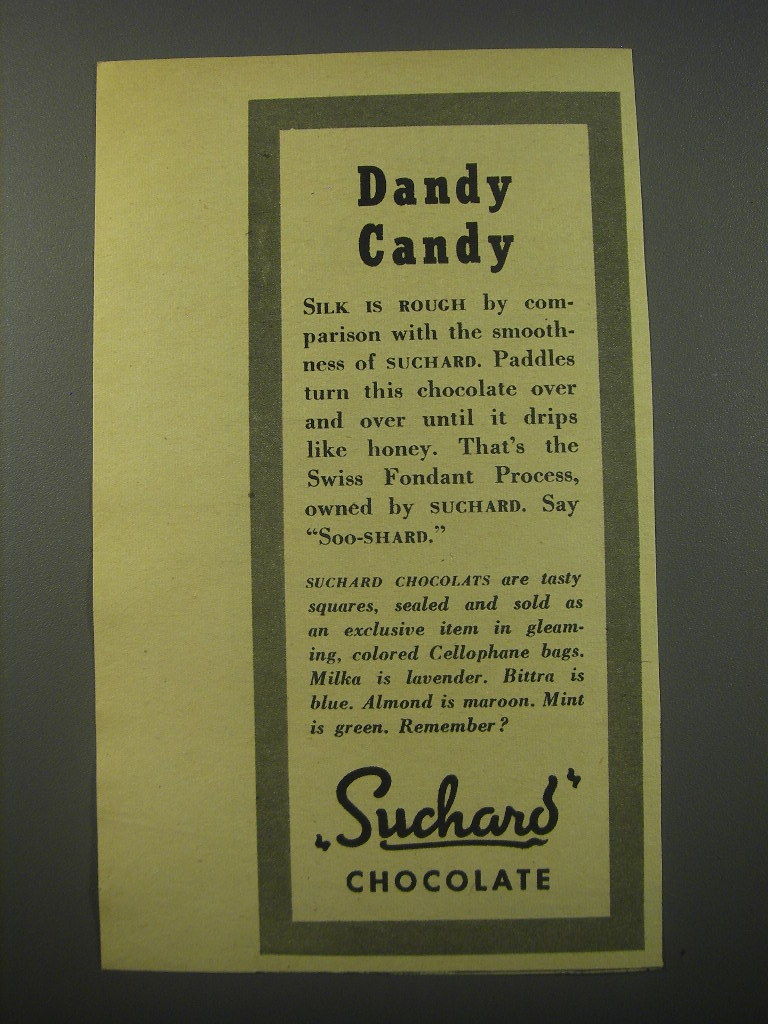 Dandy
Candy
SILK IS ROUGH by com-
parison with the smooth-
ness of SUCHARD. Paddles
turn this chocolate over
and over until it drips
like honey. That's the
Swiss Fondant Process,
owned by SUCHARD. Say
"Soo-SHARD."
SUCHARD CHOCOLATS are tasty
squares, sealed and sold as
an exclusive item in gleam-
ing, colored Cellophane bags.
Milka is lavender. Bittra is
blue. Almond is maroon. Mint
is green. Remember?
„Suchard"
CHOCOLATE